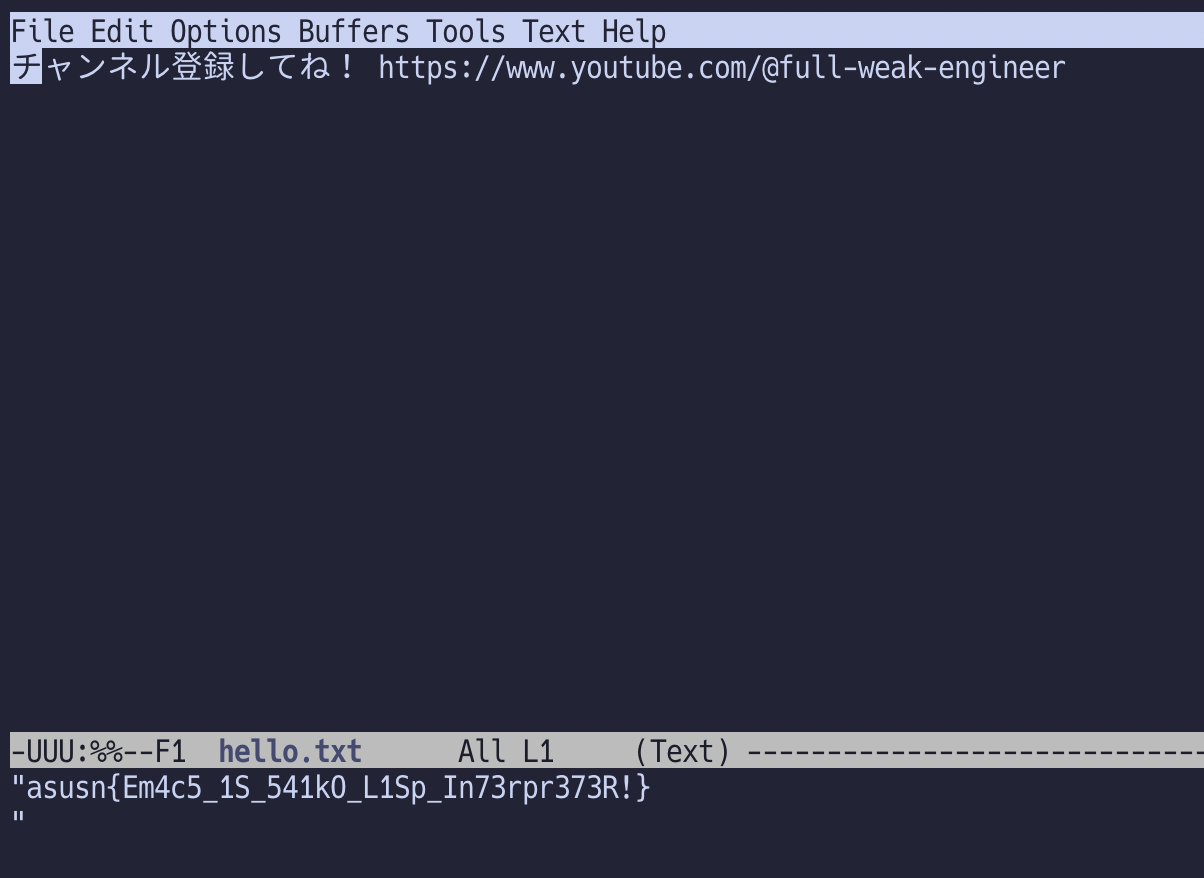 File Edit Options Buffers Tools Text Help
チャンネル登録してね！ https://www.youtube.com/@full-weak-engineer
-UUU:%%--F1  hello.txt      All L1     (Text) -----------------------------
"asusn{Em4c5_1S_541kO_L1Sp_In73rpr373R!}
"